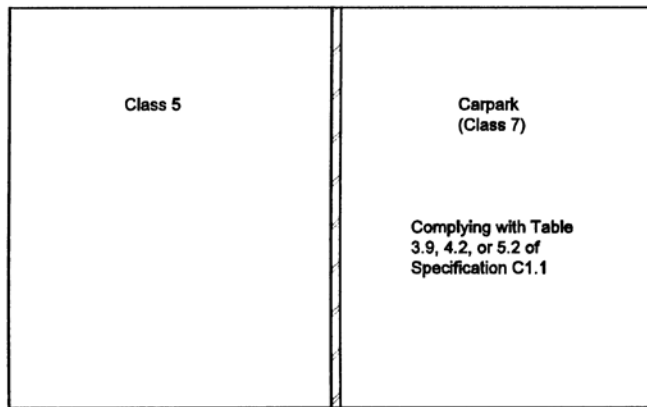 Class 5
Carpark
(Class 7)
Complying with Table
3.9, 4.2, or 5.2 of
Specification C1.1